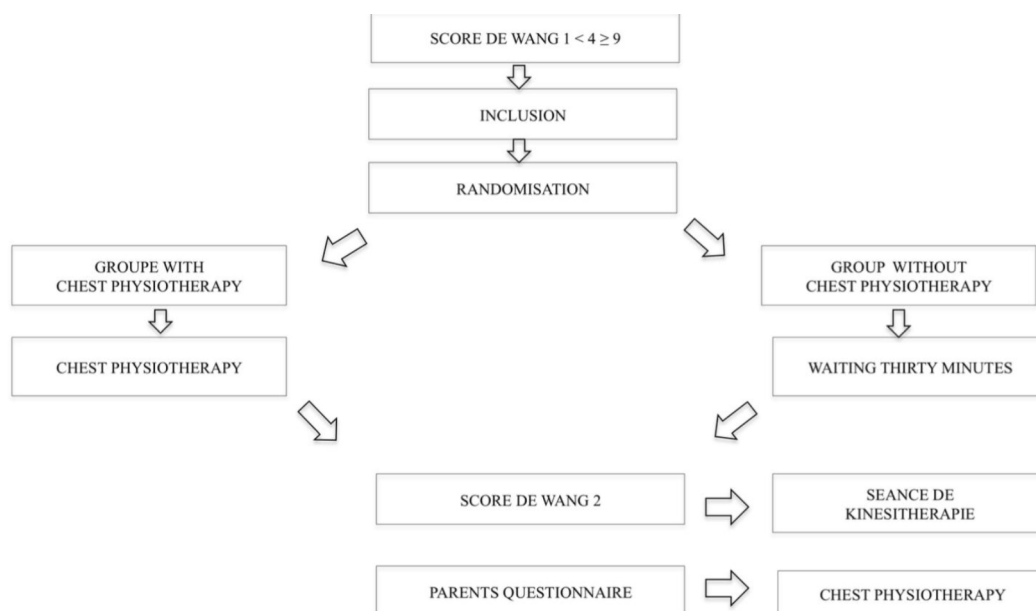 SCORE DE WANG 1 < 4 ≥ 9
INCLUSION
RANDOMISATION
GROUPE WITH
CHEST PHYSIOTHERAPY
GROUP WITHOUT
CHEST PHYSIOTHERAPY
CHEST PHYSIOTHERAPY
WAITING THIRTY MINUTES
SCORE DE WANG 2
SEANCE DE
KINESITHERAPIE
PARENTS QUESTIONNAIRE
CHEST PHYSIOTHERAPY